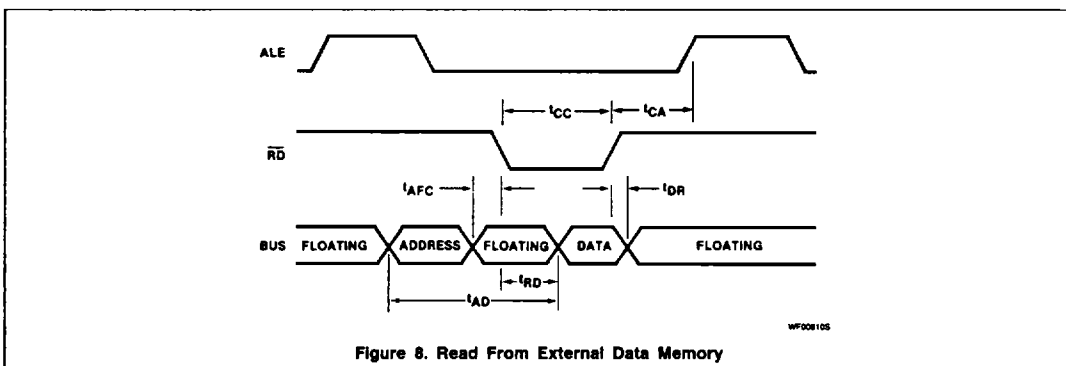 ALE
tCC
tCA
RD
tAFC
tDR
BUS FLOATING ADDRESS FLOATING DATA FLOATING
tRD
tAD
WF00810S
Figure 8. Read From External Data Memory